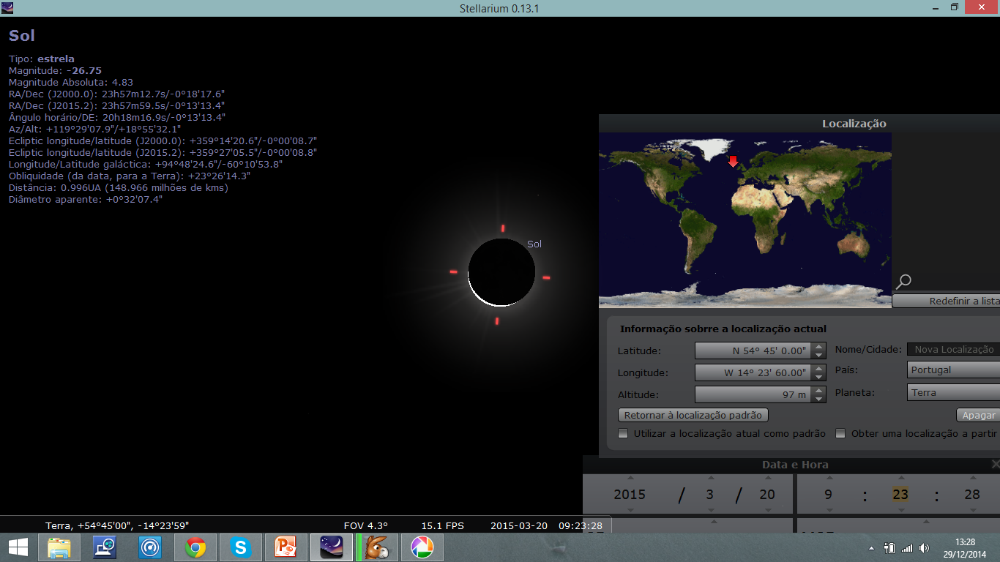 Stellarium 0.13.1
Sol
Tipo: estrela
Magnitude: -26.75
Magnitude Absoluta: 4.83
RA/Dec (J2000.0): 23h57m12.7s/-0°18'17.6"
RA/Dec (J2015.2): 23h57m59.5s/-0°13'13.4"
Ângulo horário/DE: 20h18m16.9s/-0°13'13.4"
Az/Alt: +119°29'07.9"/+18°55'32.1"
Ecliptic longitude/latitude (J2000.0): +359°14'20.6"/-0°00'08.7"
Ecliptic longitude/latitude (J2015.2): +359°27'05.5"/-0°00'08.8"
Longitude/Latitude galáctica: +94°48'24.6"/-60°10'53.8"
Obliquidade (da data, para a Terra): +23°26'14.3"
Distância: 0.996UA (148.966 milhões de kms)
Diâmetro aparente: +0°32'07.4"
Sol
Localização
Redefinir a lista
Informação sobrre a localização actual
Latitude: N 54° 45' 0.00" Nome/Cidade: Nova Localização
Longitude: W 14° 23' 60.00" País: Portugal
Altitude: 97 m Planeta: Terra
Retornar à localização padrão Apagar
Utilizar a localização atual como padrão Obter uma localização a partir
Data e Hora
2015 / 3 / 20 9 : 23 : 28
Terra, +54°45'00", -14°23'59" FOV 4.3° 15.1 FPS 2015-03-20 09:23:28
13:28
29/12/2014